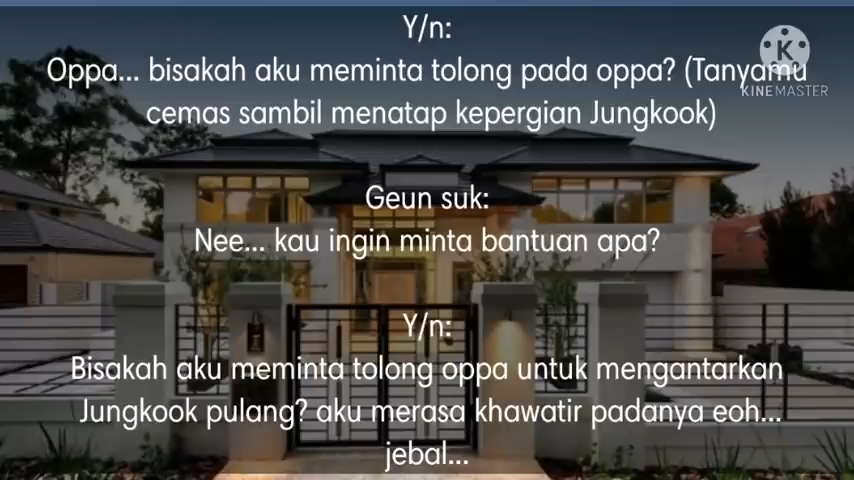 Y/n:
Oppa... bisakah aku meminta tolong pada oppa? (Tanyamu
cemas sambil menatap kepergian Jungkook)
Geun suk:
Nee... kau ingin minta bantuan apa?
Y/n:
Bisakah aku meminta tolong oppa untuk mengantarkan
Jungkook pulang? aku merasa khawatir padanya eoh...
jebal...
K
KINEMASTER